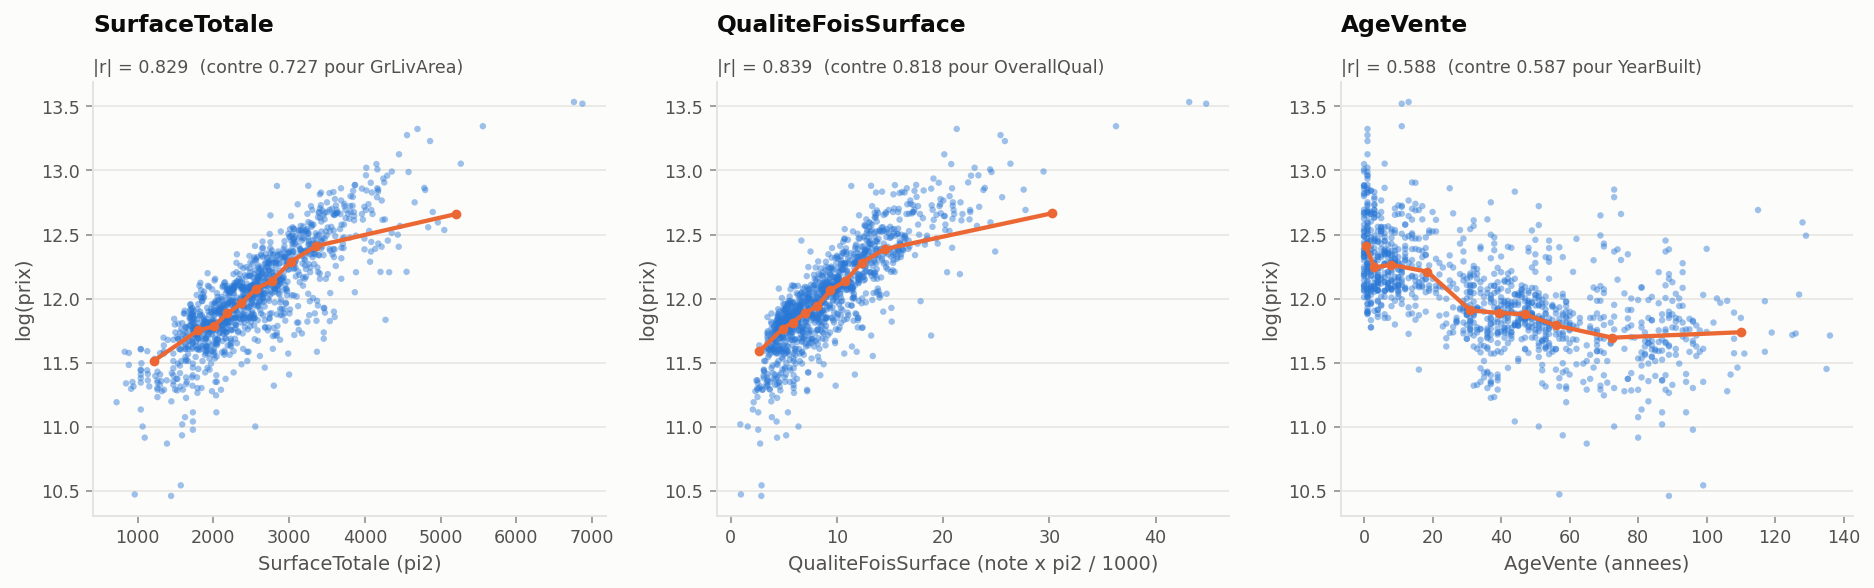 SurfaceTotale
|r| = 0.829  (contre 0.727 pour GrLivArea)
log(prix)
13.5
13.0
12.5
12.0
11.5
11.0
10.5
1000 2000 3000 4000 5000 6000 7000
SurfaceTotale (pi2)
QualiteFoisSurface
|r| = 0.839  (contre 0.818 pour OverallQual)
log(prix)
13.5
13.0
12.5
12.0
11.5
11.0
10.5
0 10 20 30 40
QualiteFoisSurface (note x pi2 / 1000)
AgeVente
|r| = 0.588  (contre 0.587 pour YearBuilt)
log(prix)
13.5
13.0
12.5
12.0
11.5
11.0
10.5
0 20 40 60 80 100 120 140
AgeVente (annees)